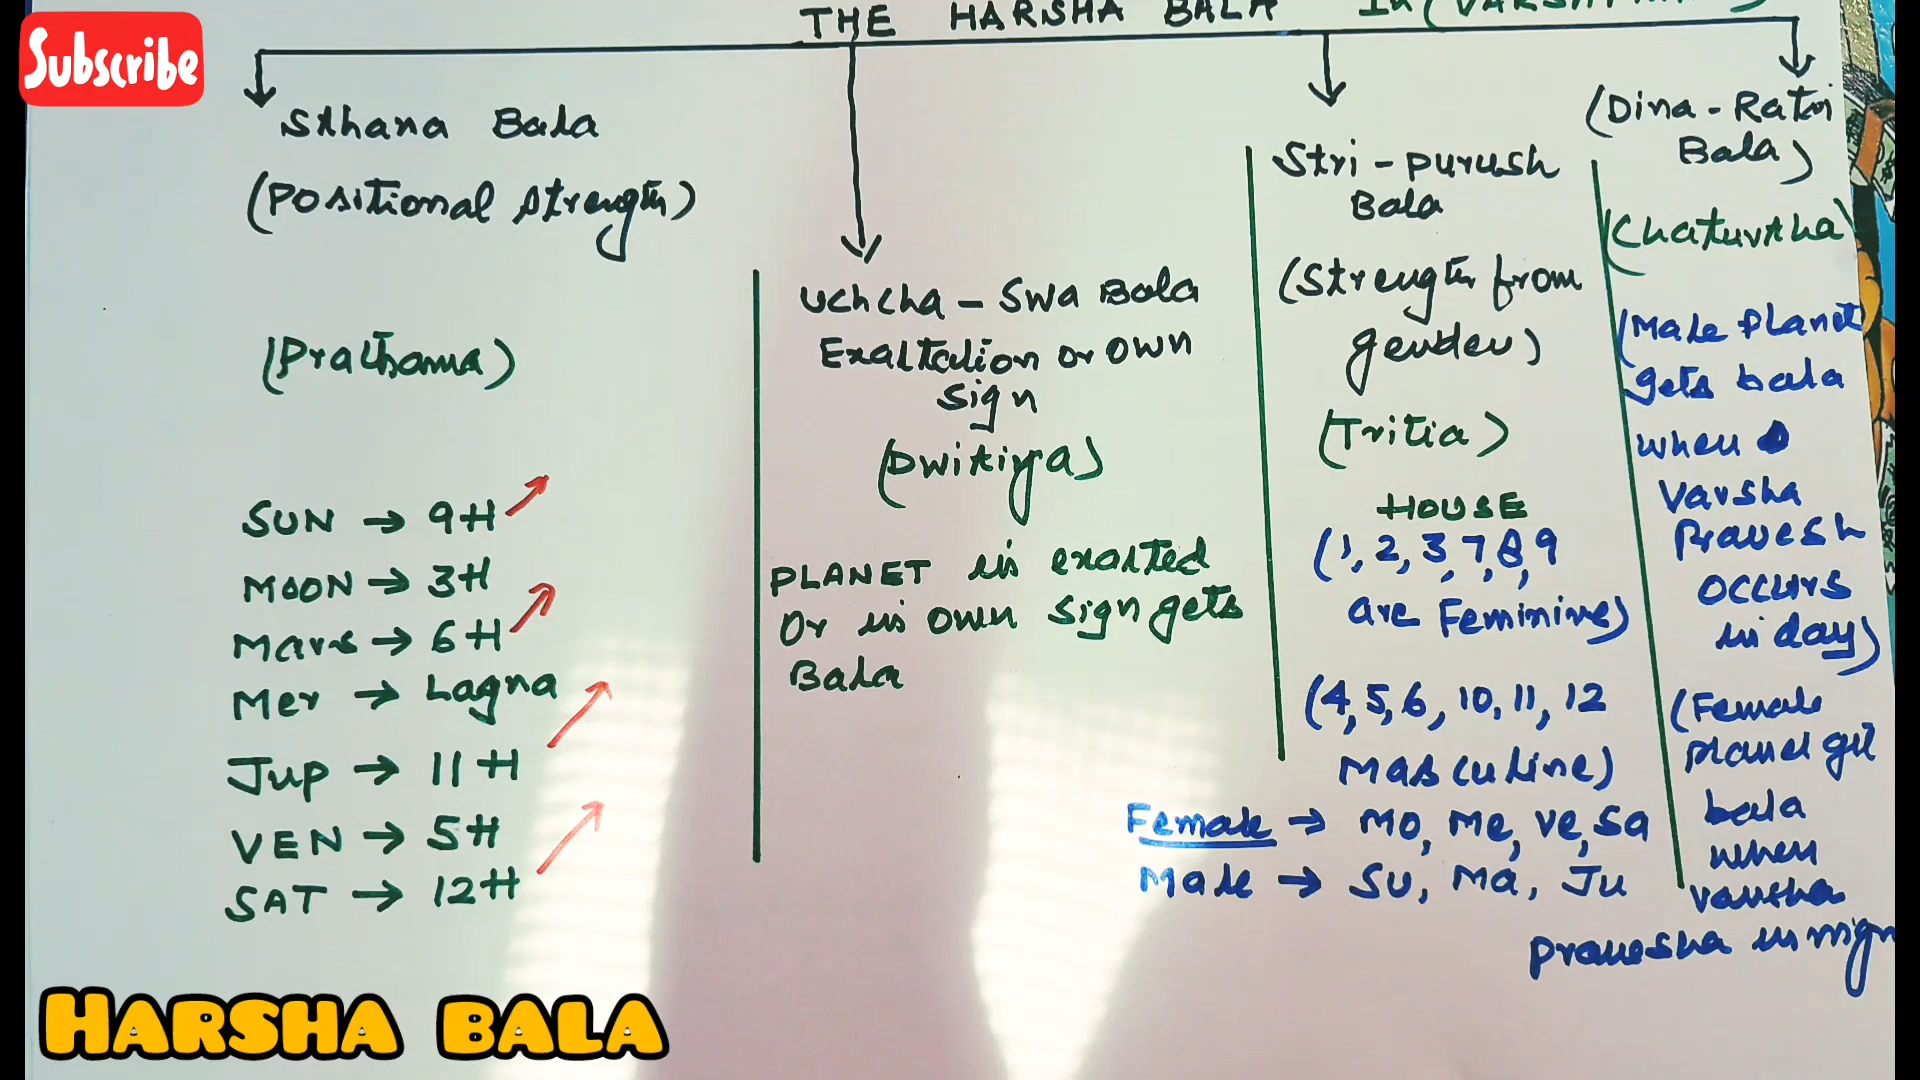 Subscribe
THE HARSHA BALA In (VARSHPHAL)
Sthana Bala
(Positional strength)
(Prathama)
SUN → 9H
MOON → 3H
Mars → 6H
Mer → Lagna
Jup → 11H
VEN → 5H
SAT → 12H
Uchcha - Swa Bala
Exaltation or own
sign
(Dwitiya)
PLANET is exalted
Or in own sign gets
Bala
Stri - purush
Bala
(Strength from
gender)
(Tritia)
HOUSE
(1, 2, 3, 7, 8, 9
are Feminine)
(4, 5, 6, 10, 11, 12
Masculine)
Female → Mo, Me, Ve, Sa
Male → Su, Ma, Ju
(Dina - Ratri
Bala)
(Chaturtha)
(Male Planet
gets bala
when
Varsha
Pravesh
occurs
in day)
(Female
planet get
bala
when
varsha
pravesha in nigh
HARSHA BALA